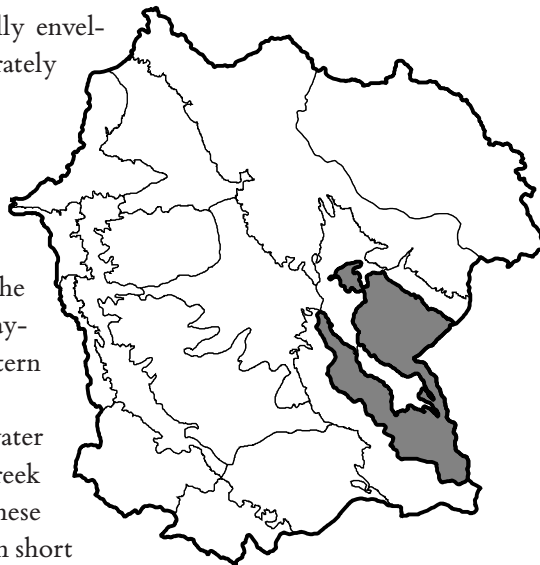 lly envel-
rately
he
ay-
tern
ater
reek
hese
n short